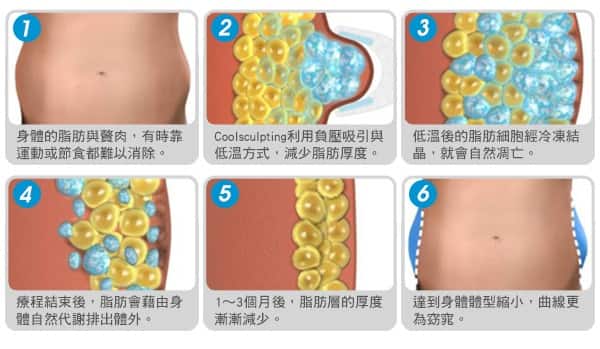 1
身體的脂肪與贅肉，有時靠
運動或節食都難以消除。
2
Coolsculpting利用負壓吸引與
低溫方式，減少脂肪厚度。
3
低溫後的脂肪細胞經冷凍結
晶，就會自然凋亡。
4
療程結束後，脂肪會藉由身
體自然代謝排出體外。
5
1～3個月後，脂肪層的厚度
漸漸減少。
6
達到身體體型縮小，曲線更
為窈窕。